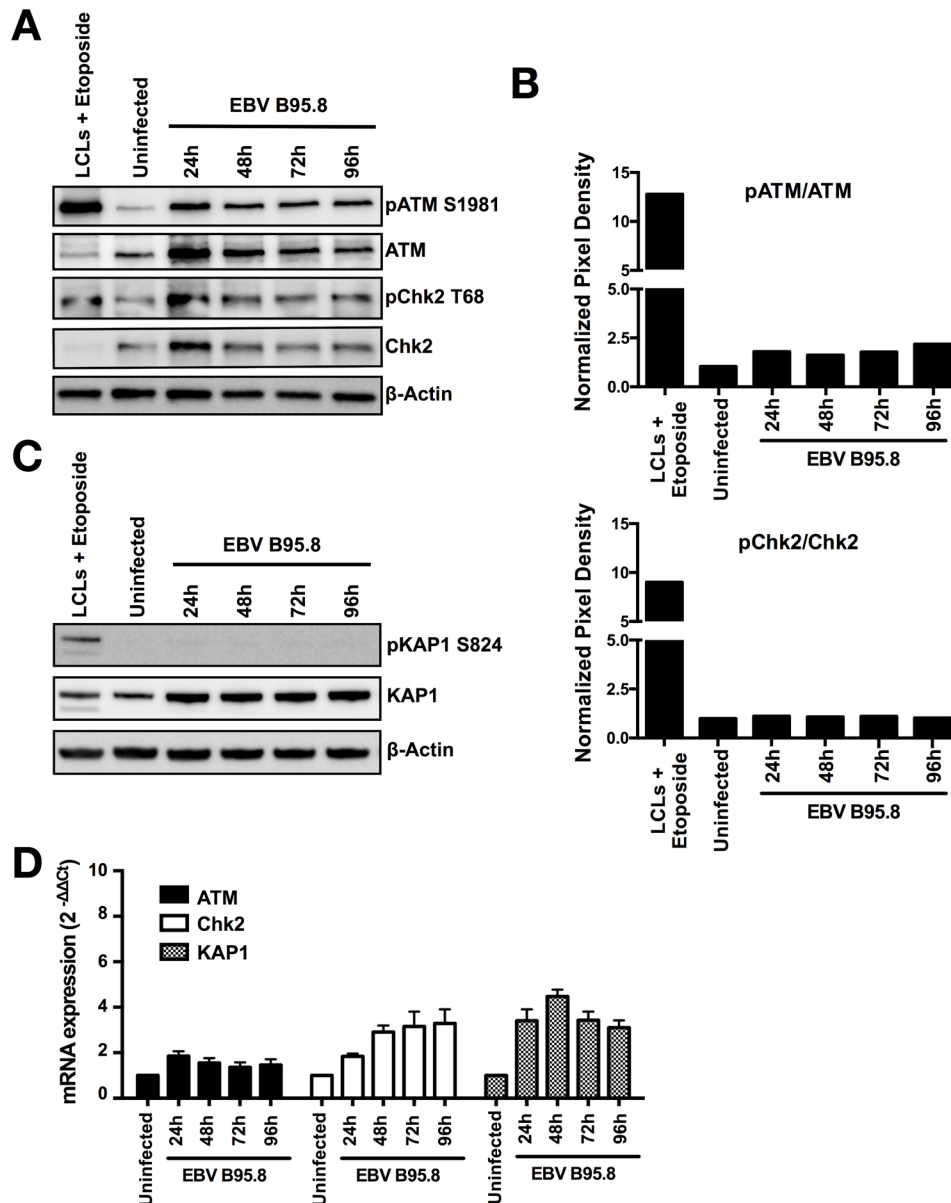 A
LCLs + Etoposide
Uninfected
EBV B95.8
24h
48h
72h
96h
pATM S1981
ATM
pChk2 T68
Chk2
β-Actin
B
Normalized Pixel Density
pATM/ATM
15
10
5
5.0
2.5
0.0
LCLs +
Etoposide
Uninfected
24h
48h
72h
96h
EBV B95.8
Normalized Pixel Density
pChk2/Chk2
15
10
5
5.0
2.5
0.0
LCLs +
Etoposide
Uninfected
24h
48h
72h
96h
EBV B95.8
C
LCLs + Etoposide
Uninfected
EBV B95.8
24h
48h
72h
96h
pKAP1 S824
KAP1
β-Actin
D
mRNA expression (2 -ΔΔCt)
10
8
6
4
2
0
ATM
Chk2
KAP1
Uninfected
24h
48h
72h
96h
EBV B95.8
Uninfected
24h
48h
72h
96h
EBV B95.8
Uninfected
24h
48h
72h
96h
EBV B95.8